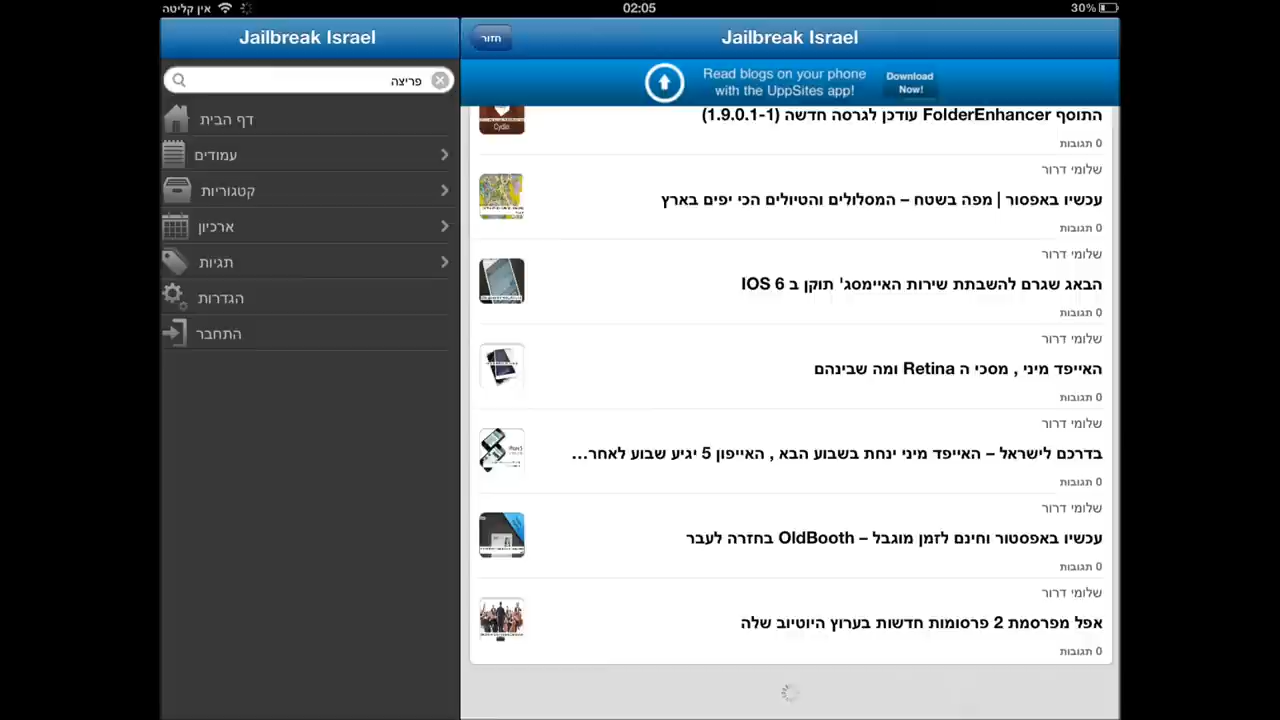 אין קליטה
02:05
30%
Jailbreak Israel
חזור
Jailbreak Israel
פריצה
Read blogs on your phone
with the UppSites app!
Download
Now!
דף הבית
עמודים
קטגוריות
ארכיון
תגיות
הגדרות
התחבר
Cydia
התוסף FolderEnhancer עודכן לגרסה חדשה (1.9.0.1-1)
0 תגובות
שלומי דרור
עכשיו באפסור | מפה בשטח – המסלולים והטיולים הכי יפים בארץ
0 תגובות
שלומי דרור
הבאג שגרם להשבתת שירות האיימסג' תוקן ב IOS 6
0 תגובות
שלומי דרור
האייפד מיני , מסכי ה Retina ומה שבינהם
0 תגובות
שלומי דרור
בדרכם לישראל – האייפד מיני ינחת בשבוע הבא , האייפון 5 יגיע שבוע לאחר...
0 תגובות
שלומי דרור
עכשיו באפסטור וחינם לזמן מוגבל – OldBooth בחזרה לעבר
0 תגובות
שלומי דרור
אפל מפרסמת 2 פרסומות חדשות בערוץ היוטיוב שלה
0 תגובות